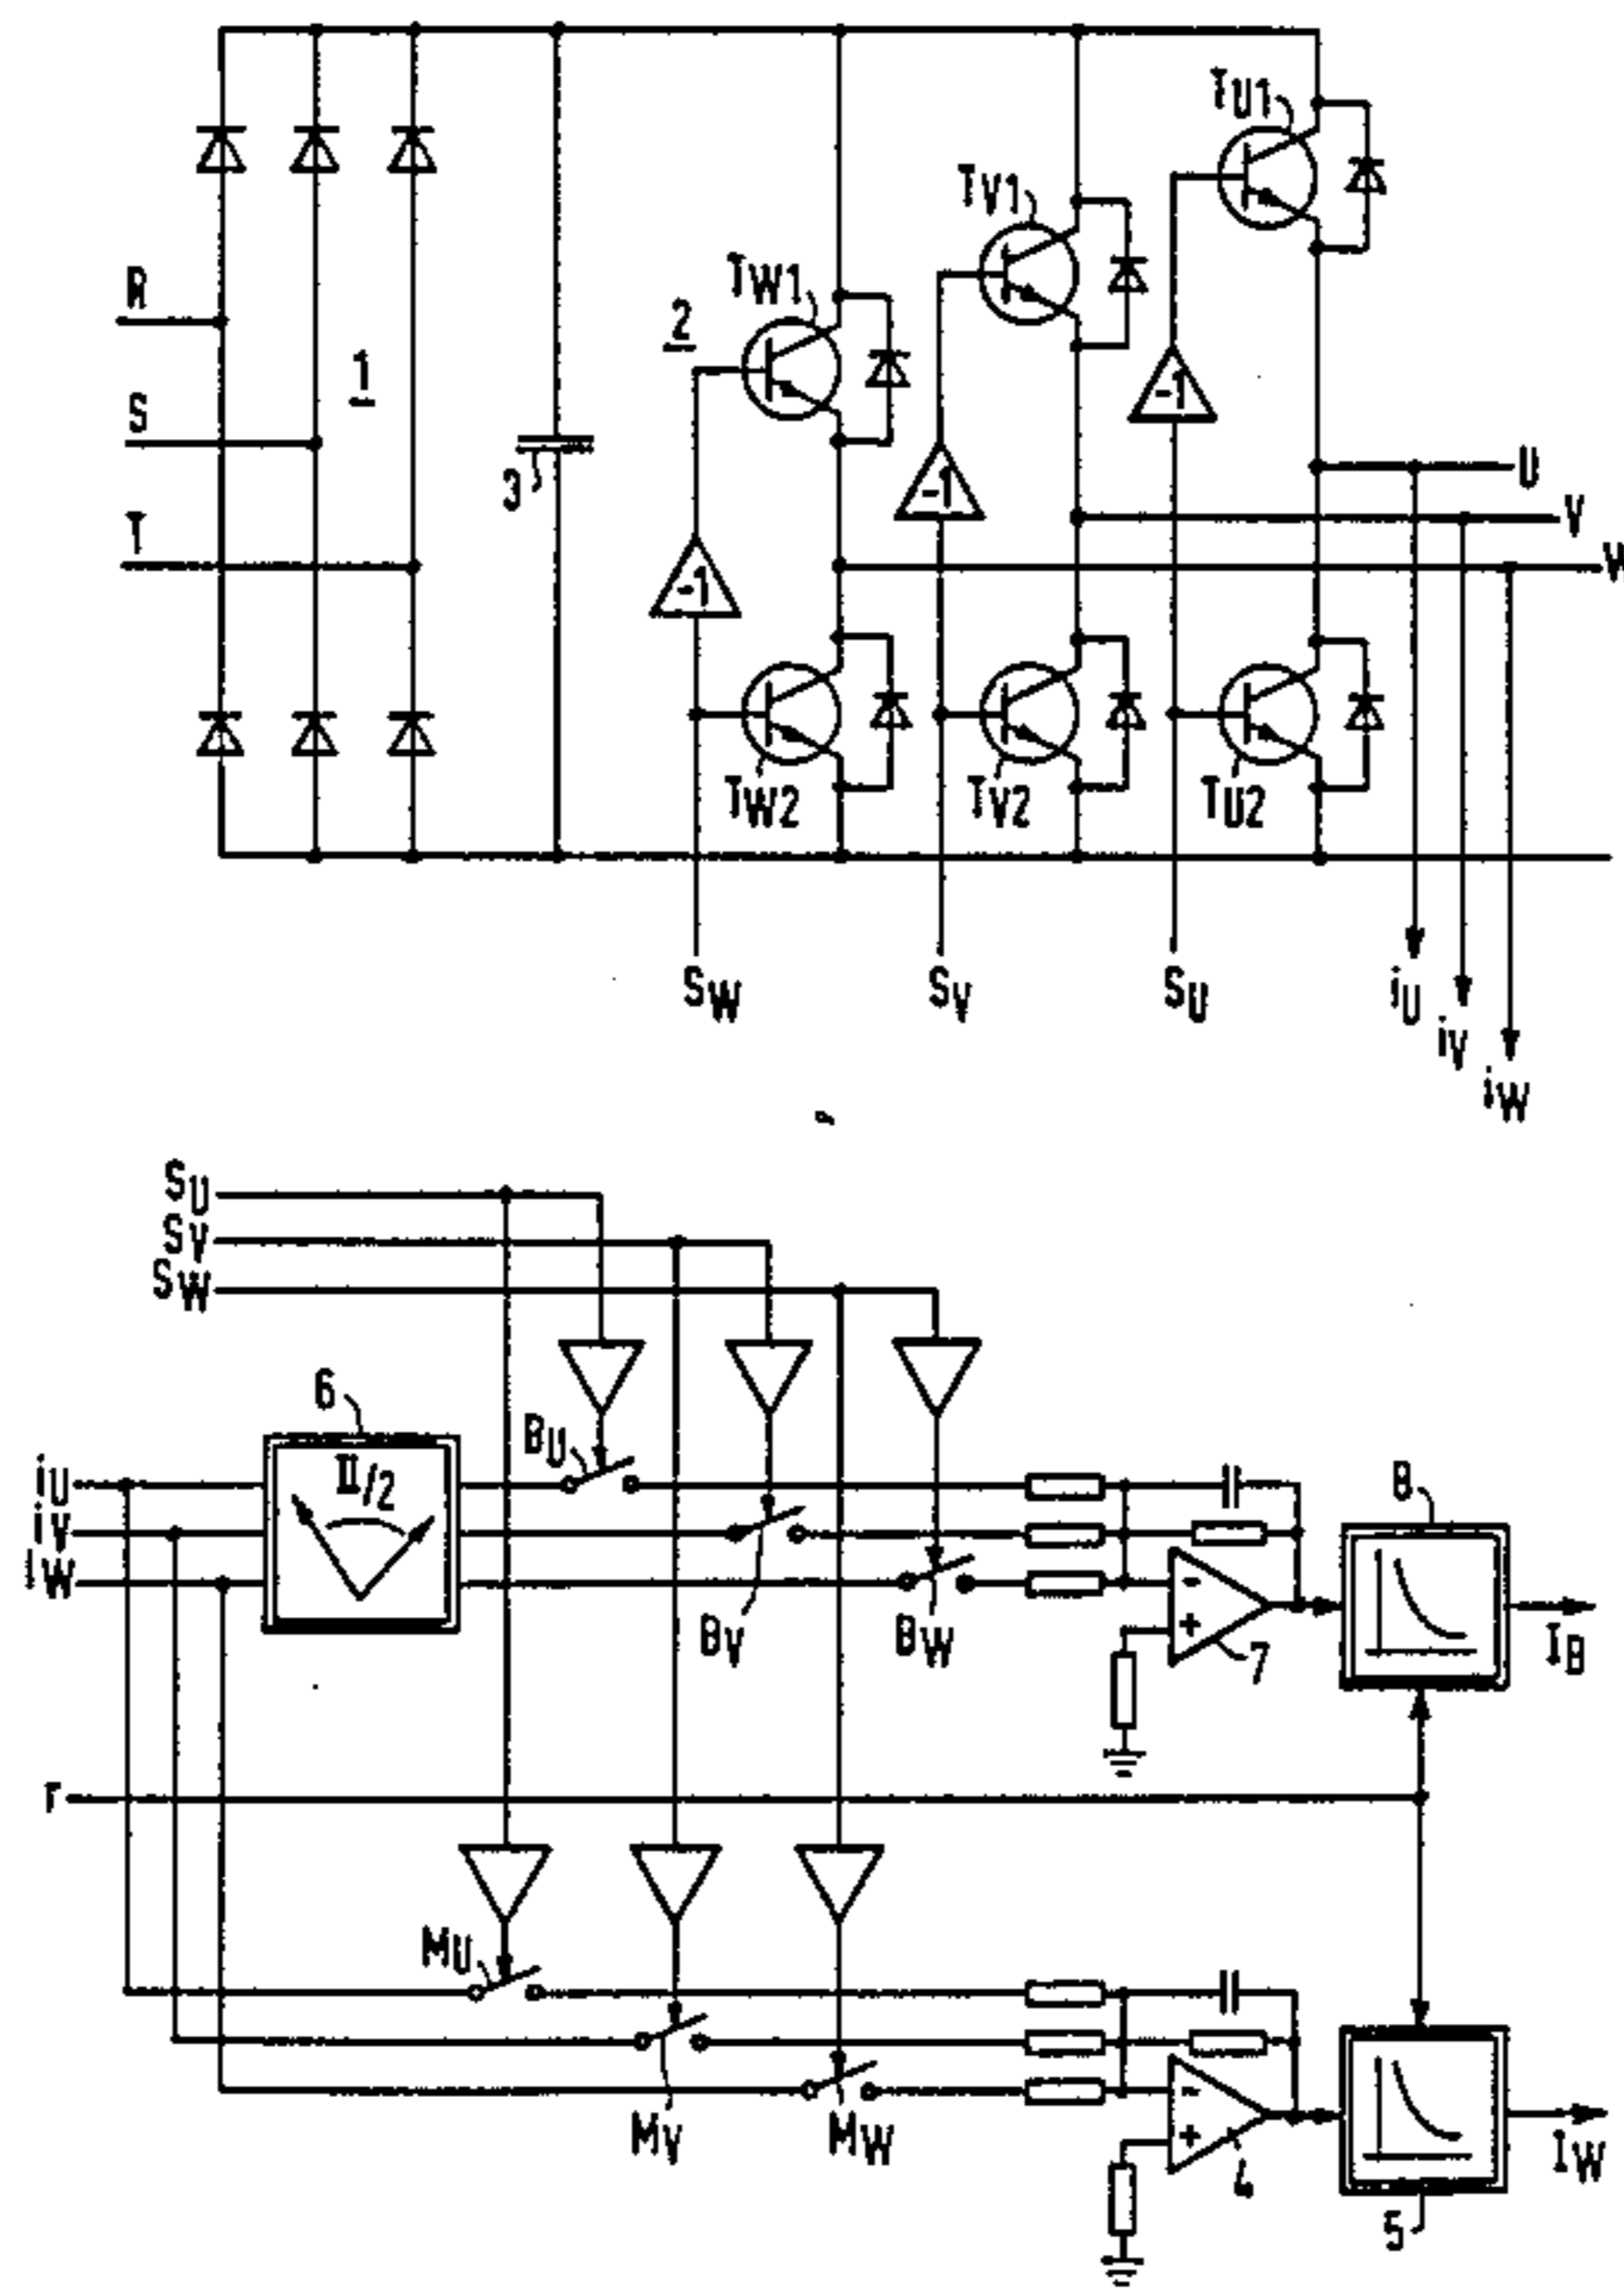 TU1
TV1
R
TW1
2
1
-1
S
U
3
-1
V
T
W
-1
TW2
TV2
TU2
SW
SV
SU
iU
iV
iW
SU
SV
SW
6
BU
II/2
iU
8
iV
iW
-
BV
BW
+
7
IB
r
MU
-
MV
MW
+
4
IW
5